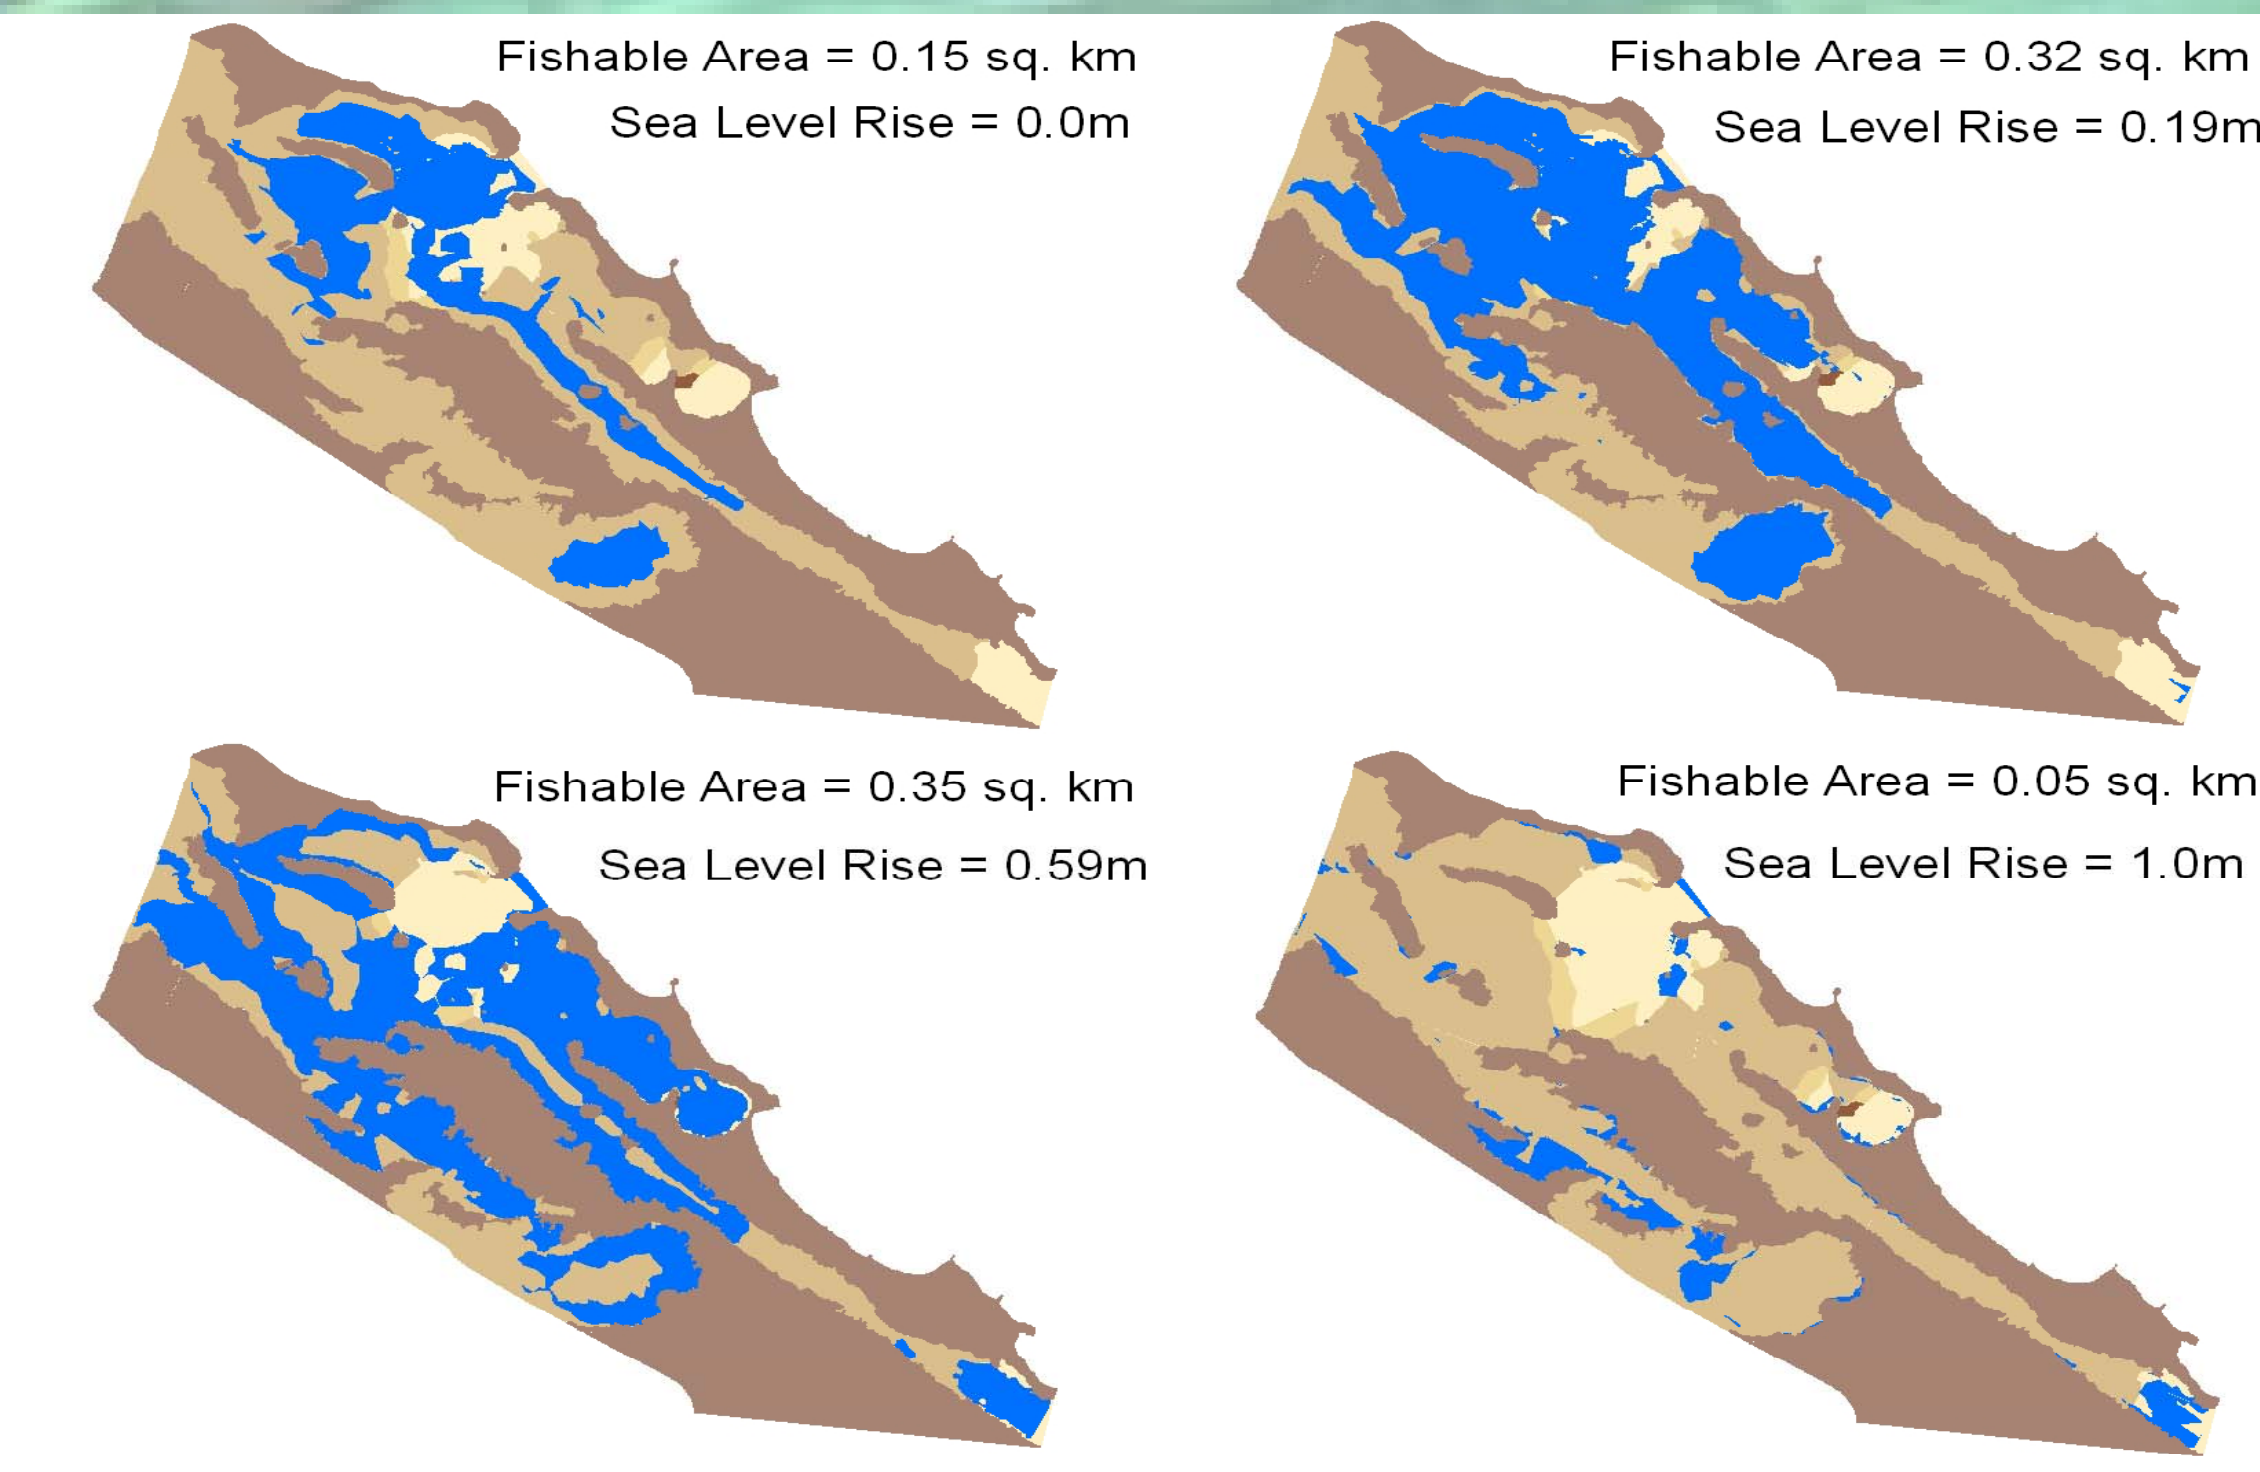 Fishable Area = 0.15 sq. km
Sea Level Rise = 0.0m
Fishable Area = 0.32 sq. km
Sea Level Rise = 0.19m
Fishable Area = 0.35 sq. km
Sea Level Rise = 0.59m
Fishable Area = 0.05 sq. km
Sea Level Rise = 1.0m